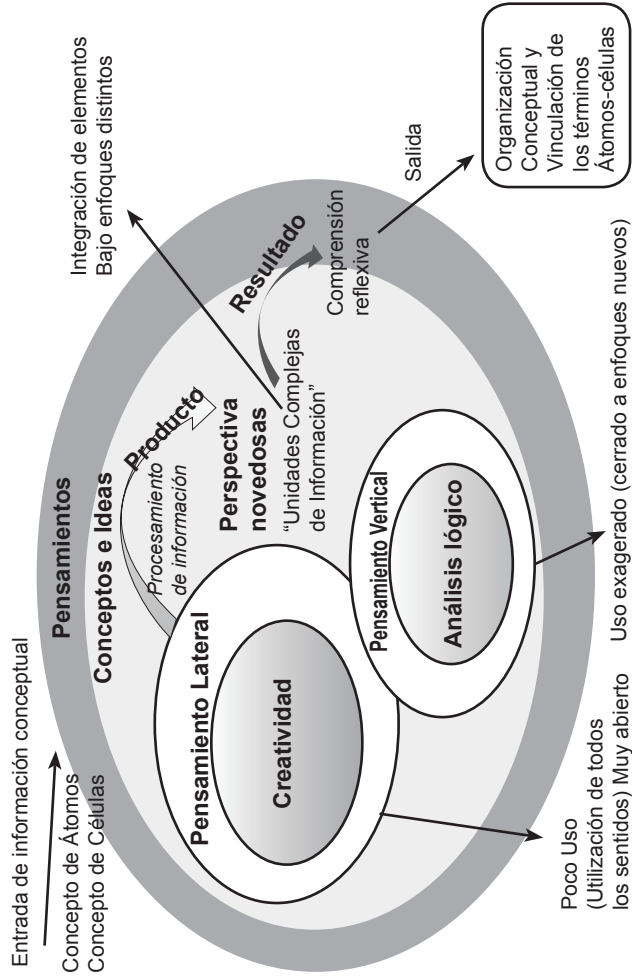 Entrada de información conceptual
Concepto de Átomos
Concepto de Células
Pensamientos
Conceptos e Ideas
Procesamiento
de información
Producto
Integración de elementos
Bajo enfoques distintos
Perspectiva
novedosas
“Unidades Complejas
de Información”
Resultado
Comprensión
reflexiva
Salida
Organización
Conceptual y
Vinculación de
los términos
Átomos-células
Pensamiento Lateral
Creatividad
Pensamiento Vertical
Análisis lógico
Poco Uso
(Utilización de todos
los sentidos) Muy abierto
Uso exagerado (cerrado a enfoques nuevos)